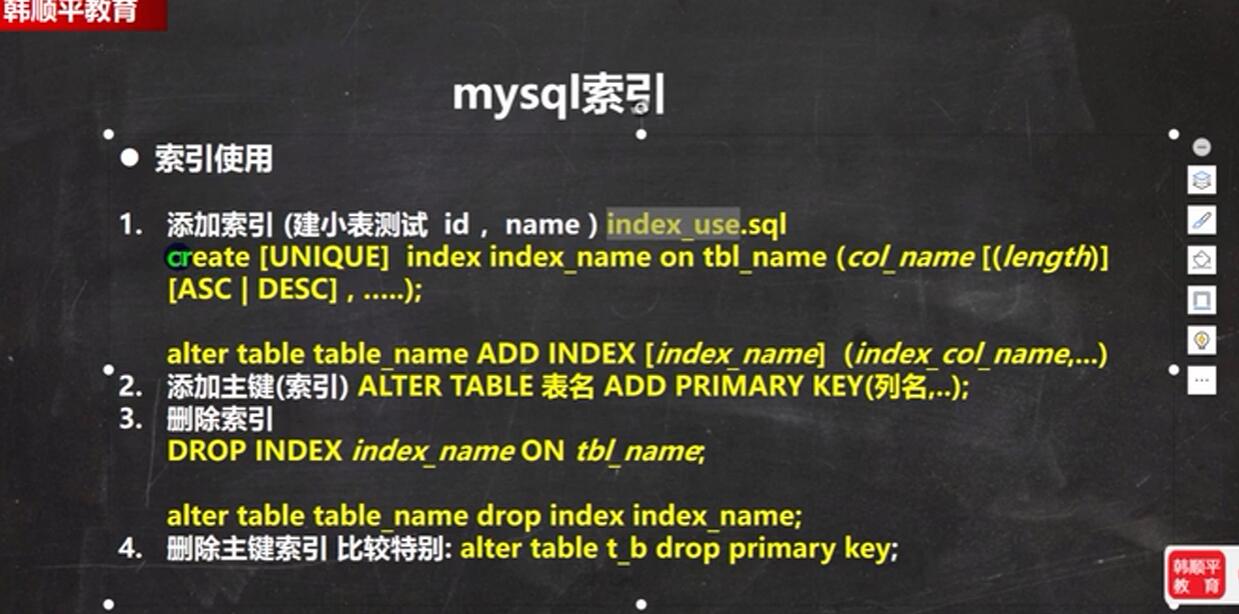 韩顺平教育
mysql索引
● 索引使用
1. 添加索引 (建小表测试 id , name ) index_use.sql
create [UNIQUE] index index_name on tbl_name (col_name [(length)]
[ASC | DESC] , .....);
alter table table_name ADD INDEX [index_name] (index_col_name,...)
2. 添加主键(索引) ALTER TABLE 表名 ADD PRIMARY KEY(列名,..);
3. 删除索引
DROP INDEX index_name ON tbl_name;
alter table table_name drop index index_name;
4. 删除主键索引 比较特别: alter table t_b drop primary key;
韩顺平
教 育